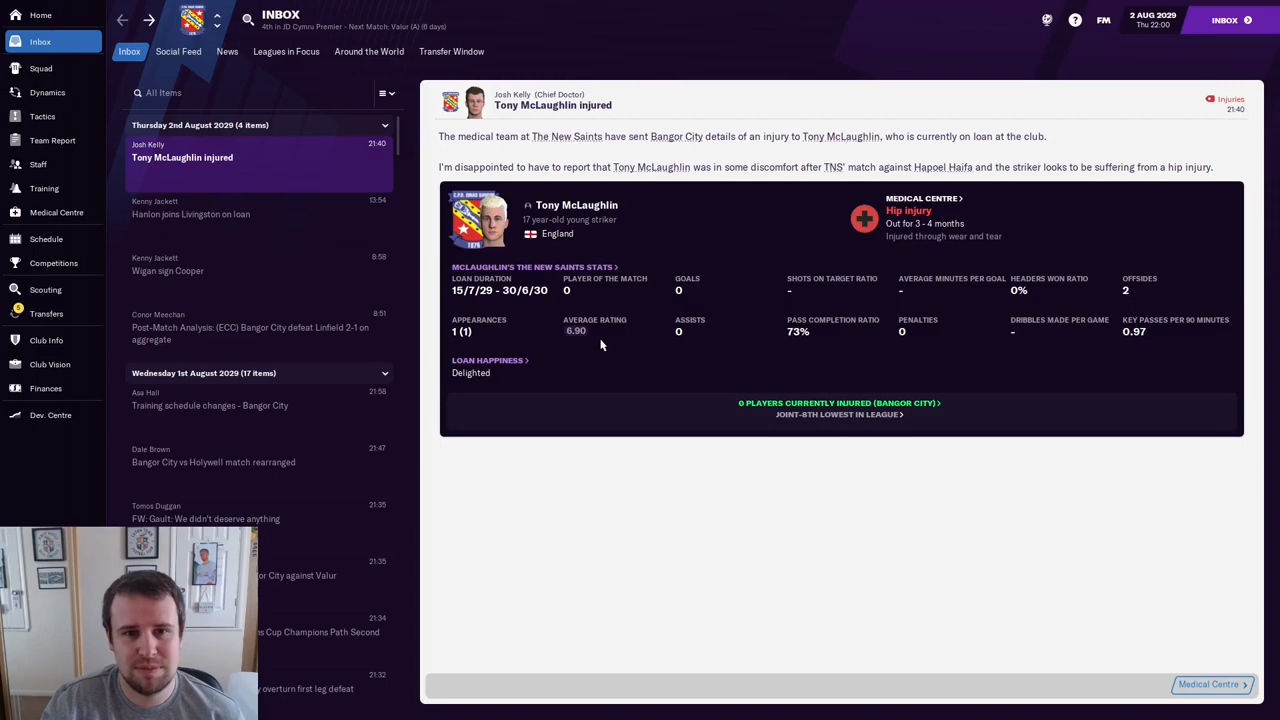 INBOX
4th in JD Cymru Premier - Next Match: Valur (A) (6 days)
FM
2 AUG 2029
Thu 22:00
INBOX
Home
Inbox
Squad
Dynamics
Tactics
Team Report
Staff
Training
Medical Centre
Schedule
Competitions
Scouting
5
Transfers
Club Info
Club Vision
Finances
Dev. Centre
Inbox
Social Feed
News
Leagues in Focus
Around the World
Transfer Window
All Items
Thursday 2nd August 2029 (4 items)
Josh Kelly
21:40
Tony McLaughlin injured
Kenny Jackett
13:54
Hanlon joins Livingston on loan
Kenny Jackett
8:58
Wigan sign Cooper
Conor Meechan
8:51
Post-Match Analysis: (ECC) Bangor City defeat Linfield 2-1 on
aggregate
Wednesday 1st August 2029 (17 items)
Asa Hall
21:58
Training schedule changes - Bangor City
Dale Brown
21:47
Bangor City vs Holywell match rearranged
Tomos Duggan
21:35
FW: Gault: We didn't deserve anything
21:35
gor City against Valur
21:34
ns Cup Champions Path Second
21:32
y overturn first leg defeat
Josh Kelly (Chief Doctor)
Tony McLaughlin injured
Injuries
21:40
The medical team at The New Saints have sent Bangor City details of an injury to Tony McLaughlin, who is currently on loan at the club.
I'm disappointed to have to report that Tony McLaughlin was in some discomfort after TNS' match against Hapoel Haifa and the striker looks to be suffering from a hip injury.
1876
Tony McLaughlin
17 year-old young striker
England
MEDICAL CENTRE
Hip injury
Out for 3 - 4 months
Injured through wear and tear
MCLAUGHLIN'S THE NEW SAINTS STATS
LOAN DURATION
15/7/29 - 30/6/30
PLAYER OF THE MATCH
0
GOALS
0
SHOTS ON TARGET RATIO
-
AVERAGE MINUTES PER GOAL
-
HEADERS WON RATIO
0%
OFFSIDES
2
APPEARANCES
1 (1)
AVERAGE RATING
6.90
ASSISTS
0
PASS COMPLETION RATIO
73%
PENALTIES
0
DRIBBLES MADE PER GAME
-
KEY PASSES PER 90 MINUTES
0.97
LOAN HAPPINESS
Delighted
0 PLAYERS CURRENTLY INJURED (BANGOR CITY)
JOINT-8TH LOWEST IN LEAGUE
Medical Centre